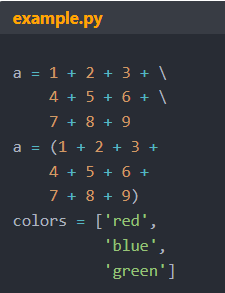 example.py
a = 1 + 2 + 3 + \
    4 + 5 + 6 + \
    7 + 8 + 9
a = (1 + 2 + 3 +
    4 + 5 + 6 +
    7 + 8 + 9)
colors = ['red',
         'blue',
         'green']